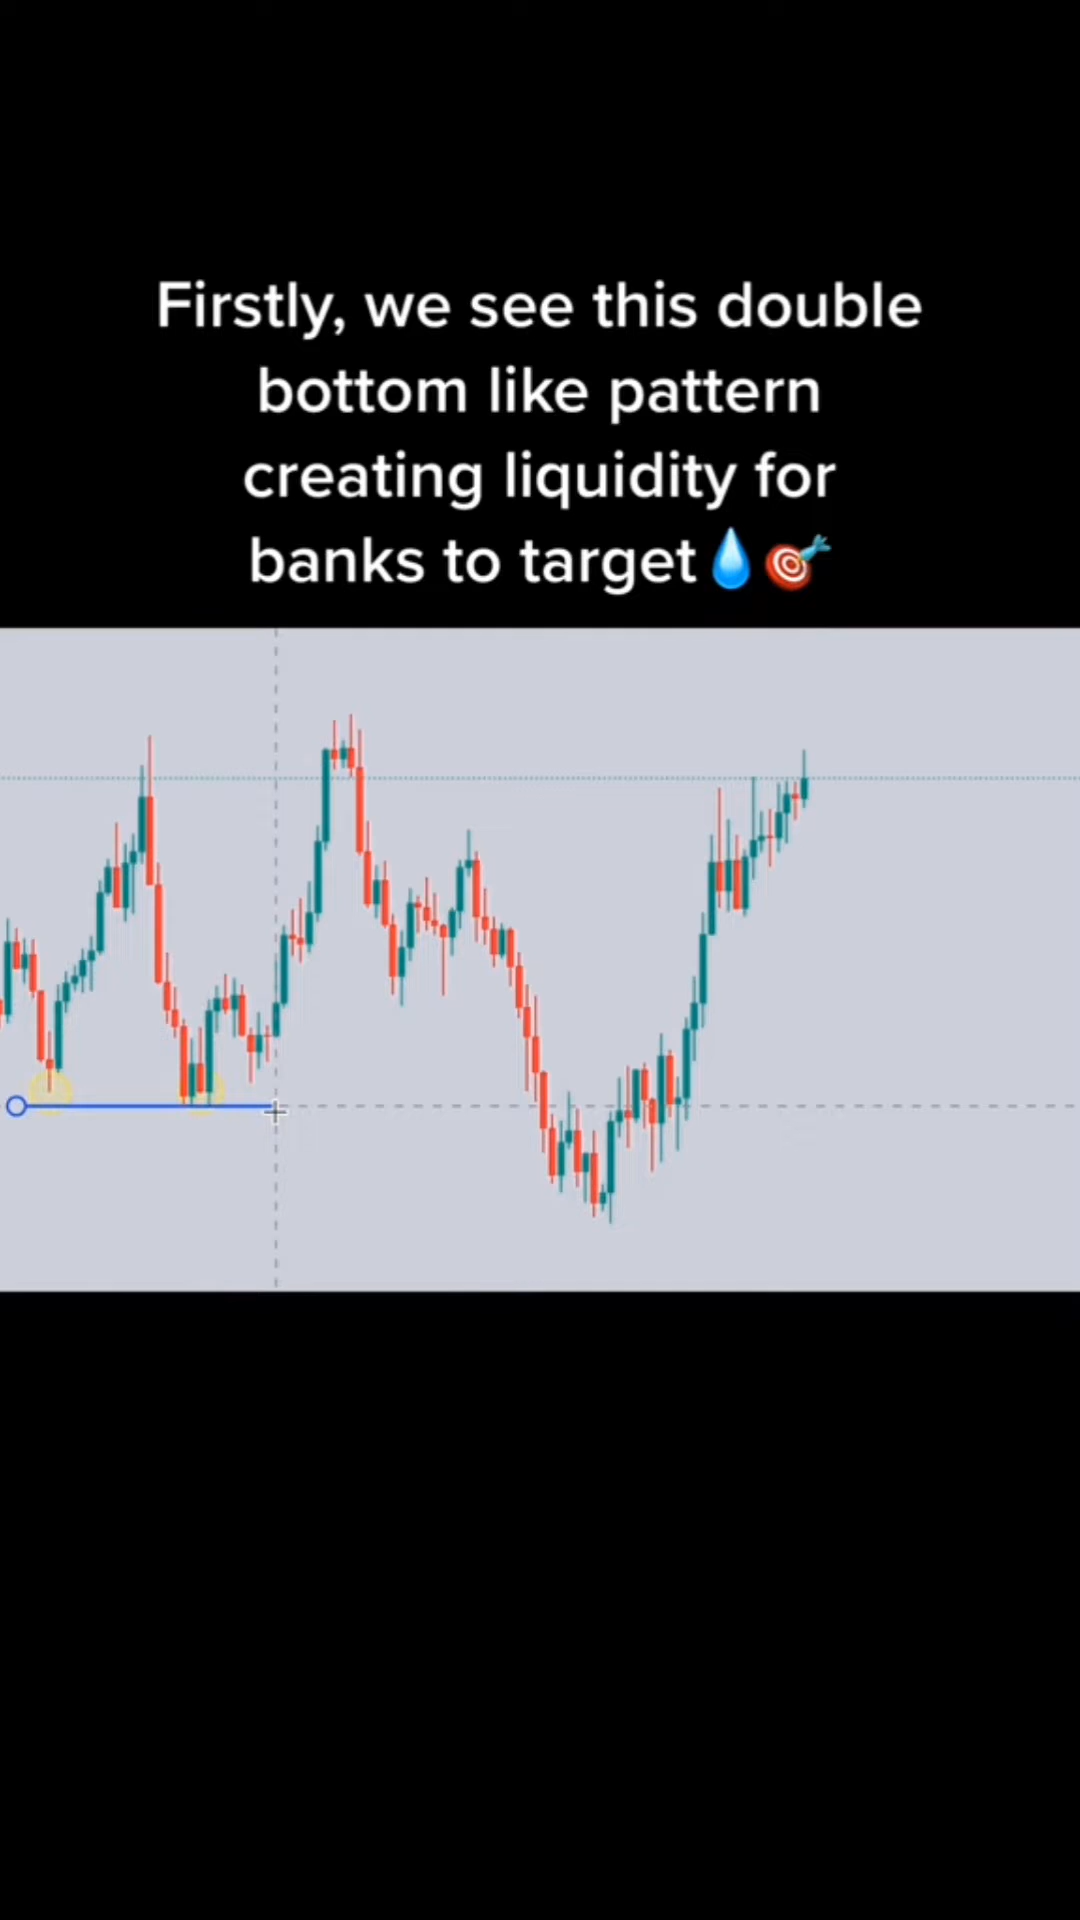 Firstly, we see this double
bottom like pattern
creating liquidity for
banks to target💧🎯